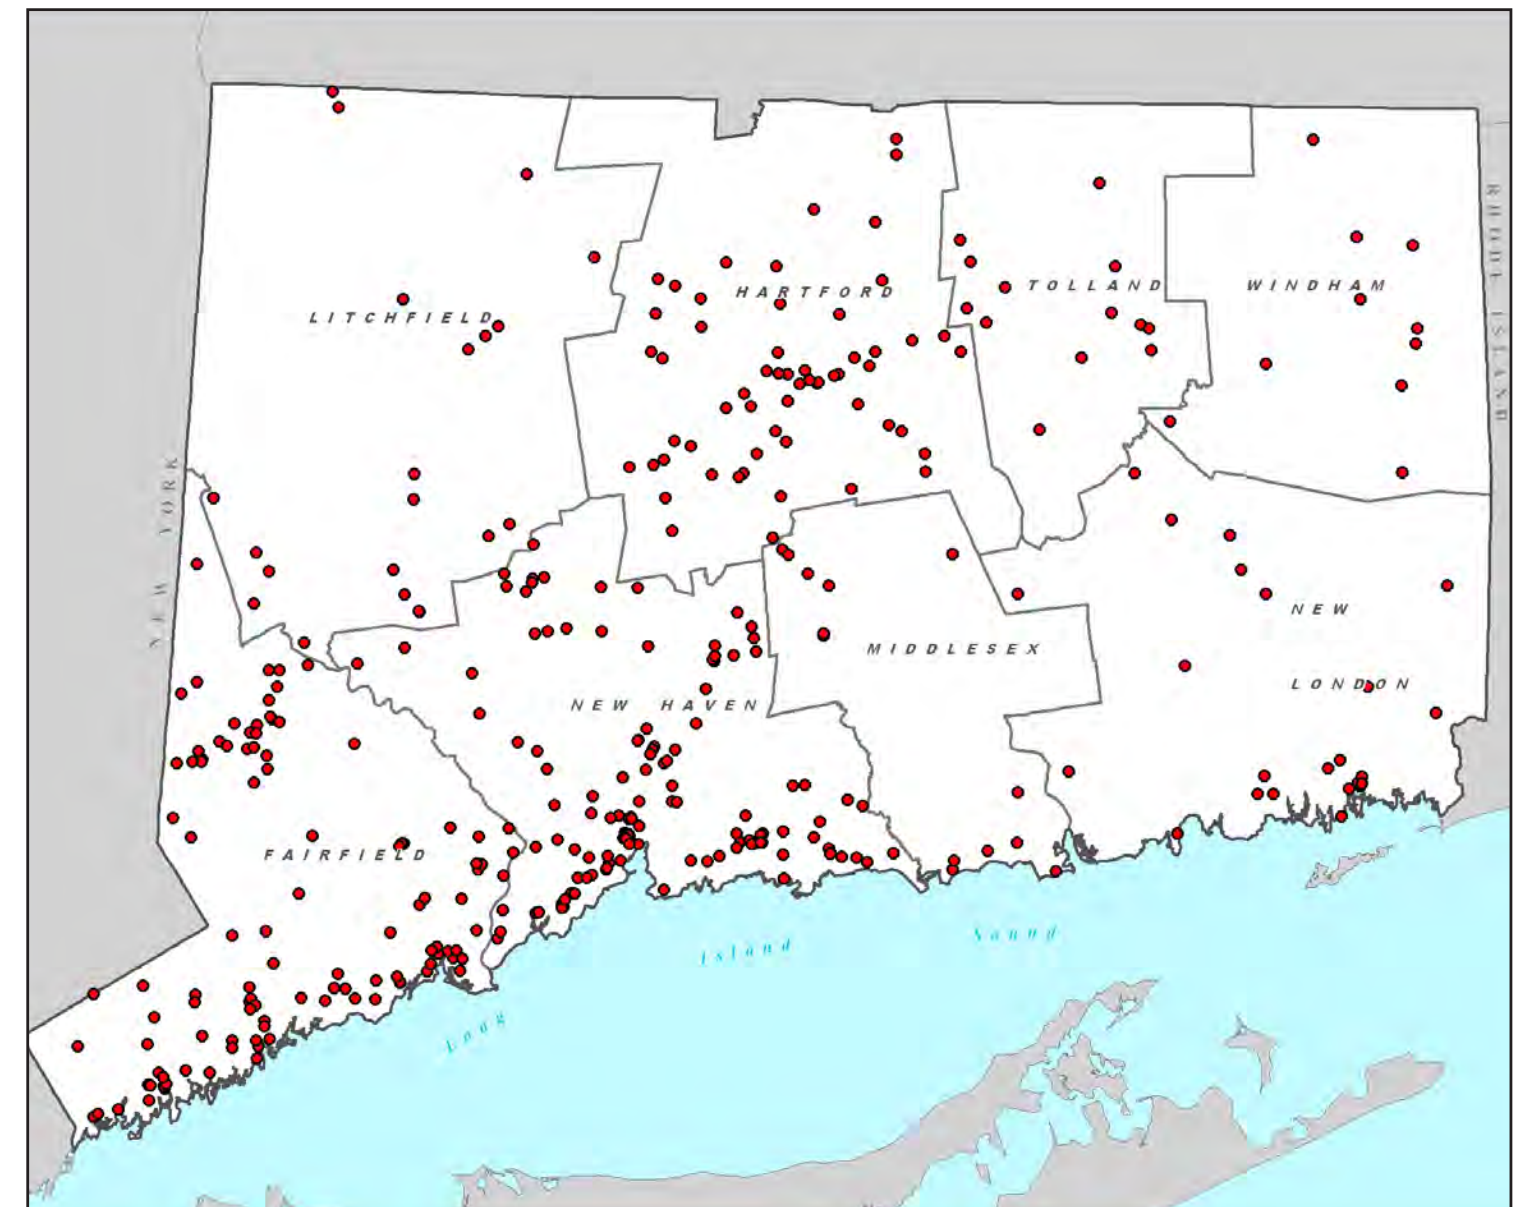 HARTFORD
TOLLAND
WINDHAM
LITCHFIELD
RHODE ISLAND
NEW YORK
NEW
LONDON
MIDDLESEX
NEW HAVEN
FAIRFIELD
Long
Island
Sound